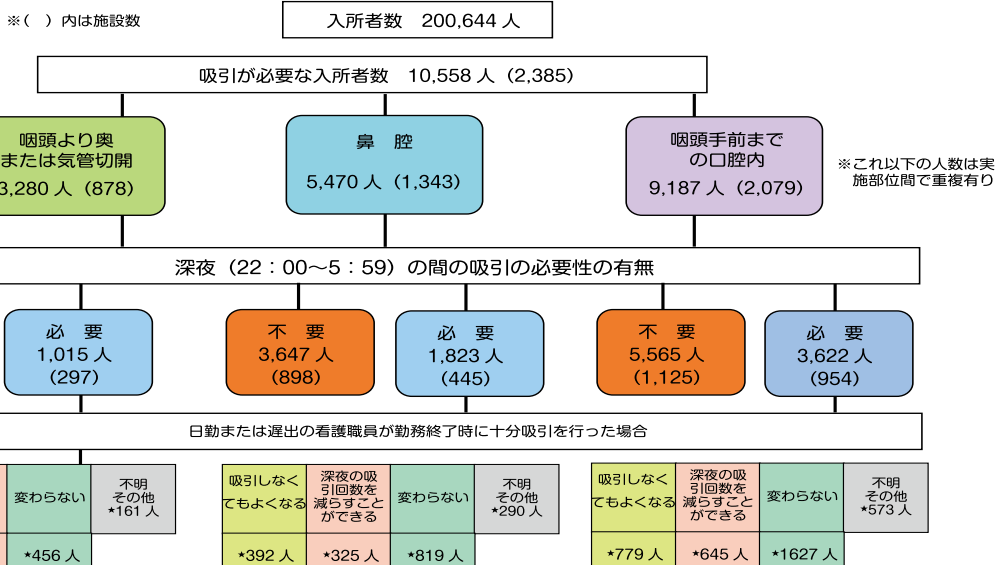 ※(　)内は施設数
入所者数　200,644 人
吸引が必要な入所者数　10,558 人（2,385）
咽頭より奥
または気管切開
3,280 人（878）
鼻　腔
5,470 人（1,343）
咽頭手前まで
の口腔内
9,187 人（2,079）
※これ以下の人数は実
施部位間で重複有り
深夜（22：00～5：59）の間の吸引の必要性の有無
必　要
1,015 人
（297）
不　要
3,647 人
（898）
必　要
1,823 人
（445）
不　要
5,565 人
（1,125）
必　要
3,622 人
（954）
日勤または遅出の看護職員が勤務終了時に十分吸引を行った場合
変わらない
不明
その他
★161 人
★456 人
吸引しなく
てもよくなる
深夜の吸
引回数を
減らすこと
ができる
変わらない
不明
その他
★290 人
★392 人
★325 人
★819 人
吸引しなく
てもよくなる
深夜の吸
引回数を
減らすこと
ができる
変わらない
不明
その他
★573 人
★779 人
★645 人
★1627 人